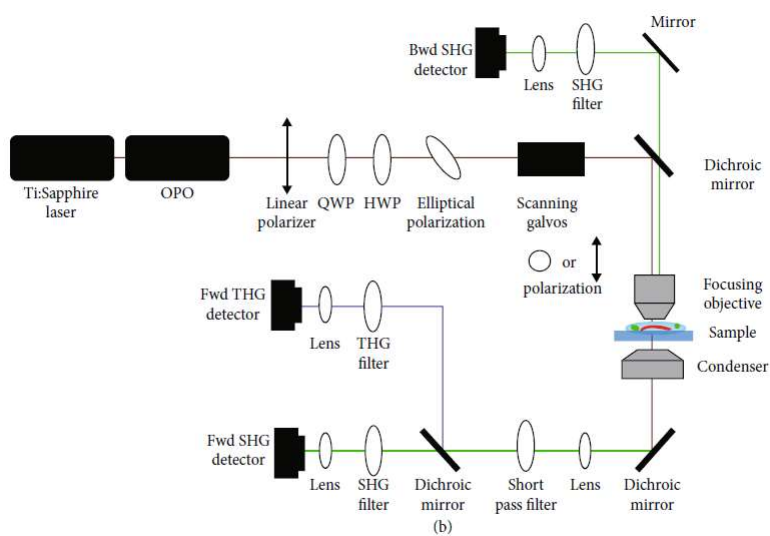 Mirror
Bwd SHG
detector
Lens
SHG
filter
Dichroic
mirror
Ti:Sapphire
laser
OPO
Linear
polarizer
QWP
HWP
Elliptical
polarization
Scanning
galvos
or
polarization
Focusing
objective
Sample
Condenser
Fwd THG
detector
Lens
THG
filter
Fwd SHG
detector
Lens
SHG
filter
Dichroic
mirror
Short
pass filter
Lens
Dichroic
mirror
(b)